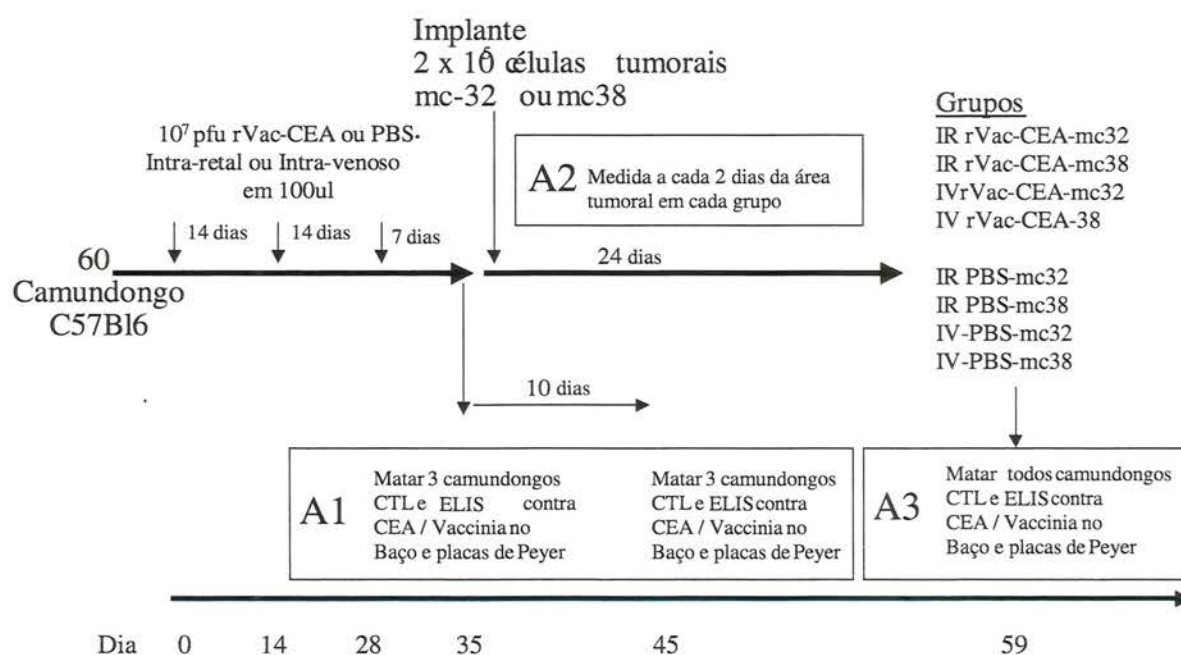 Implante
2 x 10⁵ células tumorais
mc-32 ou mc38
10⁷ pfu rVac-CEA ou PBS.
Intra-retal ou Intra-venoso
em 100ul
14 dias
14 dias
7 dias
A2
Medida a cada 2 dias da área
tumoral em cada grupo
Grupos
IR rVac-CEA-mc32
IR rVac-CEA-mc38
IVrVac-CEA-mc32
IV rVac-CEA-38
IR PBS-mc32
IR PBS-mc38
IV-PBS-mc32
IV-PBS-mc38
60
Camundongo
C57Bl6
24 dias
10 dias
A1
Matar 3 camundongos
CTL e ELIS contra
CEA / Vaccinia no
Baço e placas de Peyer
Matar 3 camundongos
CTL e ELIS contra
CEA / Vaccinia no
Baço e placas de Peyer
A3
Matar todos camundongos
CTL e ELIS contra
CEA / Vaccinia no
Baço e placas de Peyer
Dia 0 14 28 35 45 59